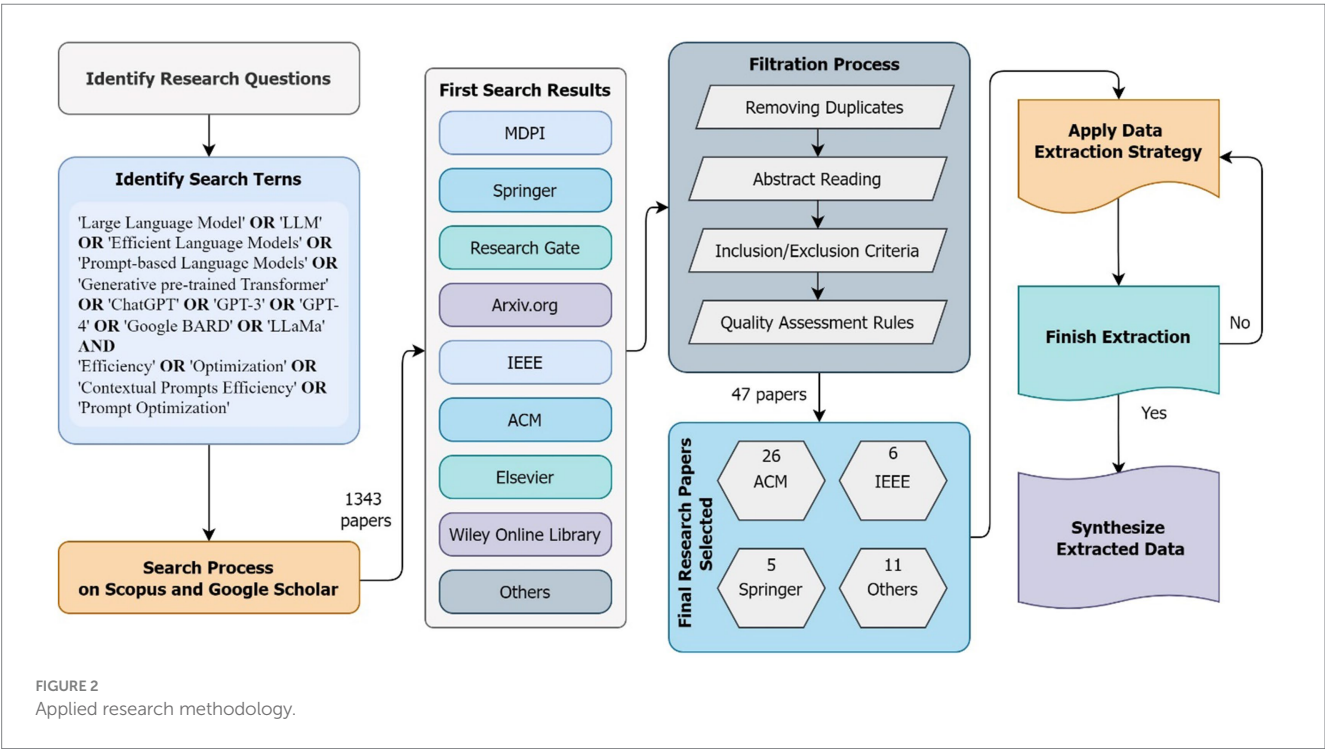 Identify Research Questions
Identify Search Terns
'Large Language Model' OR 'LLM'
OR 'Efficient Language Models' OR
'Prompt-based Language Models' OR
'Generative pre-trained Transformer'
OR 'ChatGPT' OR 'GPT-3' OR 'GPT-
4' OR 'Google BARD' OR 'LLaMa'
AND
'Efficiency' OR 'Optimization' OR
'Contextual Prompts Efficiency' OR
'Prompt Optimization'
Search Process
on Scopus and Google Scholar
1343
papers
First Search Results
MDPI
Springer
Research Gate
Arxiv.org
IEEE
ACM
Elsevier
Wiley Online Library
Others
Filtration Process
Removing Duplicates
Abstract Reading
Inclusion/Exclusion Criteria
Quality Assessment Rules
47 papers
Final Research Papers
Selected
26
ACM
6
IEEE
5
Springer
11
Others
Apply Data
Extraction Strategy
Finish Extraction
No
Yes
Synthesize
Extracted Data
FIGURE 2
Applied research methodology.